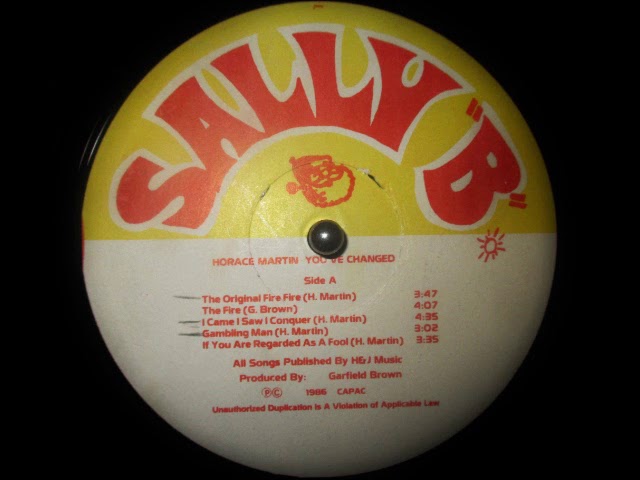 SALLY "B"
HORACE MARTIN YOU'VE CHANGED
Side A
The Original Fire Fire (H. Martin) 3:47
The Fire (G. Brown) 4:07
I Came I Saw I Conquer (H. Martin) 4:35
Gambling Man (H. Martin) 3:02
If You Are Regarded As A Fool (H. Martin) 3:35
All Songs Published By H&J Music
Produced By: Garfield Brown
℗© 1986 CAPAC
Unauthorized Duplication Is A Violation of Applicable Law